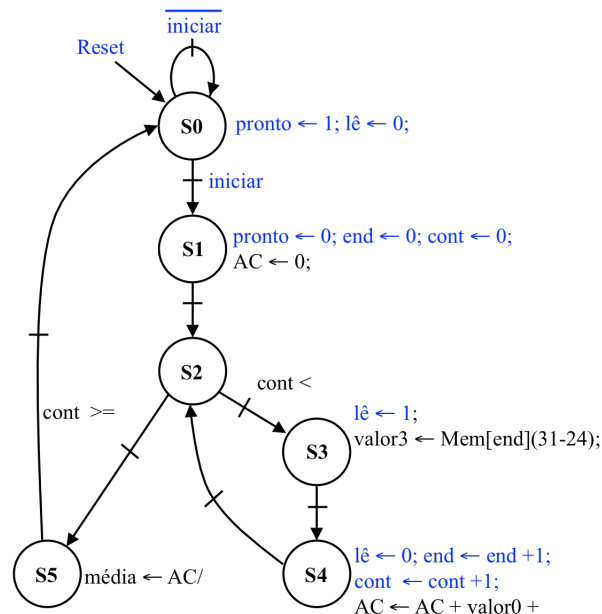 iniciar
Reset
S0
pronto ← 1; lê ← 0;
iniciar
pronto ← 0; end ← 0; cont ← 0;
S1
AC ← 0;
S2
cont <
cont >=
lê ← 1;
S3
valor3 ← Mem[end](31-24);
lê ← 0; end ← end +1;
S5
média ← AC/
S4
cont ← cont +1;
AC ← AC + valor0 +